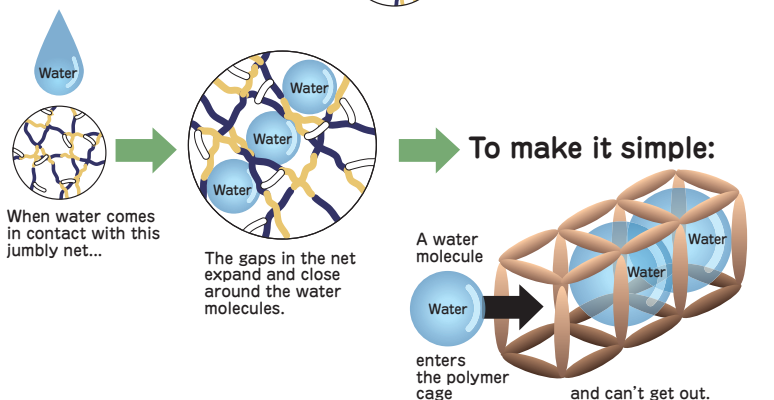 Water
When water comes
in contact with this
jumbly net...
Water
Water
Water
The gaps in the net
expand and close
around the water
molecules.
To make it simple:
A water
molecule
Water
enters
the polymer
cage
Water
Water
and can't get out.